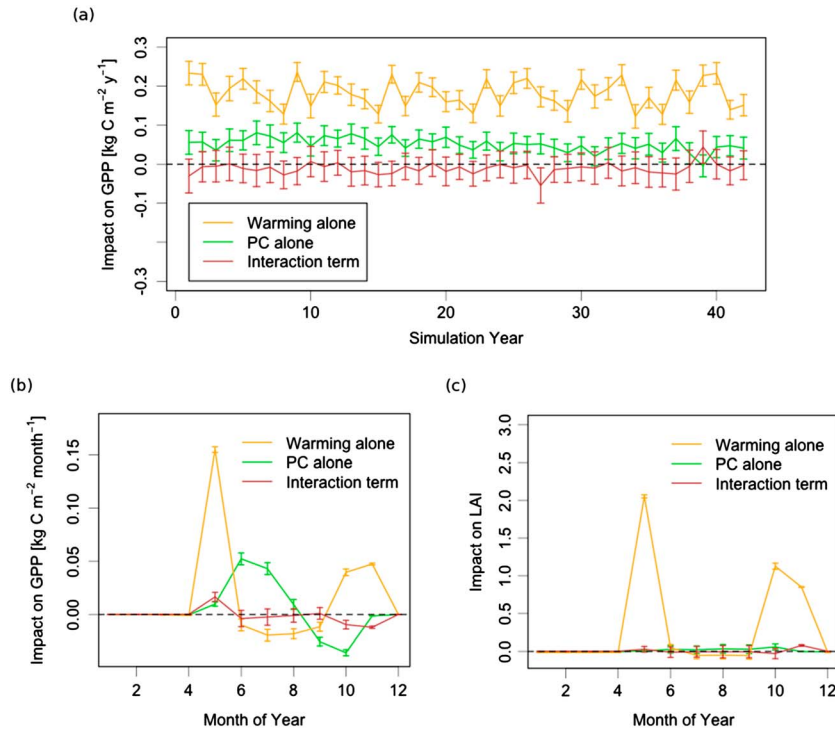 (a)
Impact on GPP [kg C m⁻² y⁻¹]
0.3
0.2
0.1
0.0
-0.1
-0.3
Warming alone
PC alone
Interaction term
0 10 20 30 40
Simulation Year
(b)
Impact on GPP [kg C m⁻² month⁻¹]
0.15
0.10
0.05
0.00
Warming alone
PC alone
Interaction term
2 4 6 8 10 12
Month of Year
(c)
Impact on LAI
3.0
2.5
2.0
1.5
1.0
0.5
0.0
Warming alone
PC alone
Interaction term
2 4 6 8 10 12
Month of Year